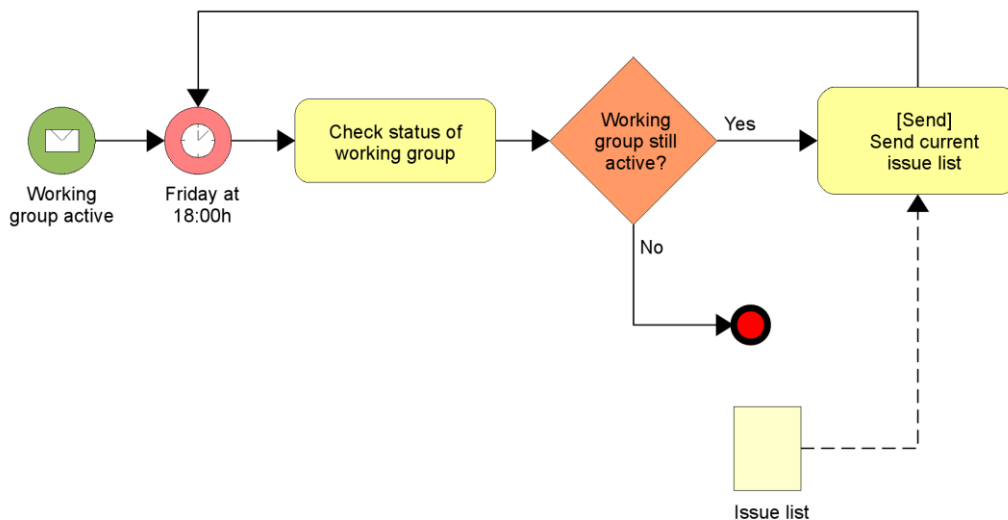 Working
group active
Friday at
18:00h
Check status of
working group
Working
group still
active?
Yes
No
[Send]
Send current
issue list
Issue list